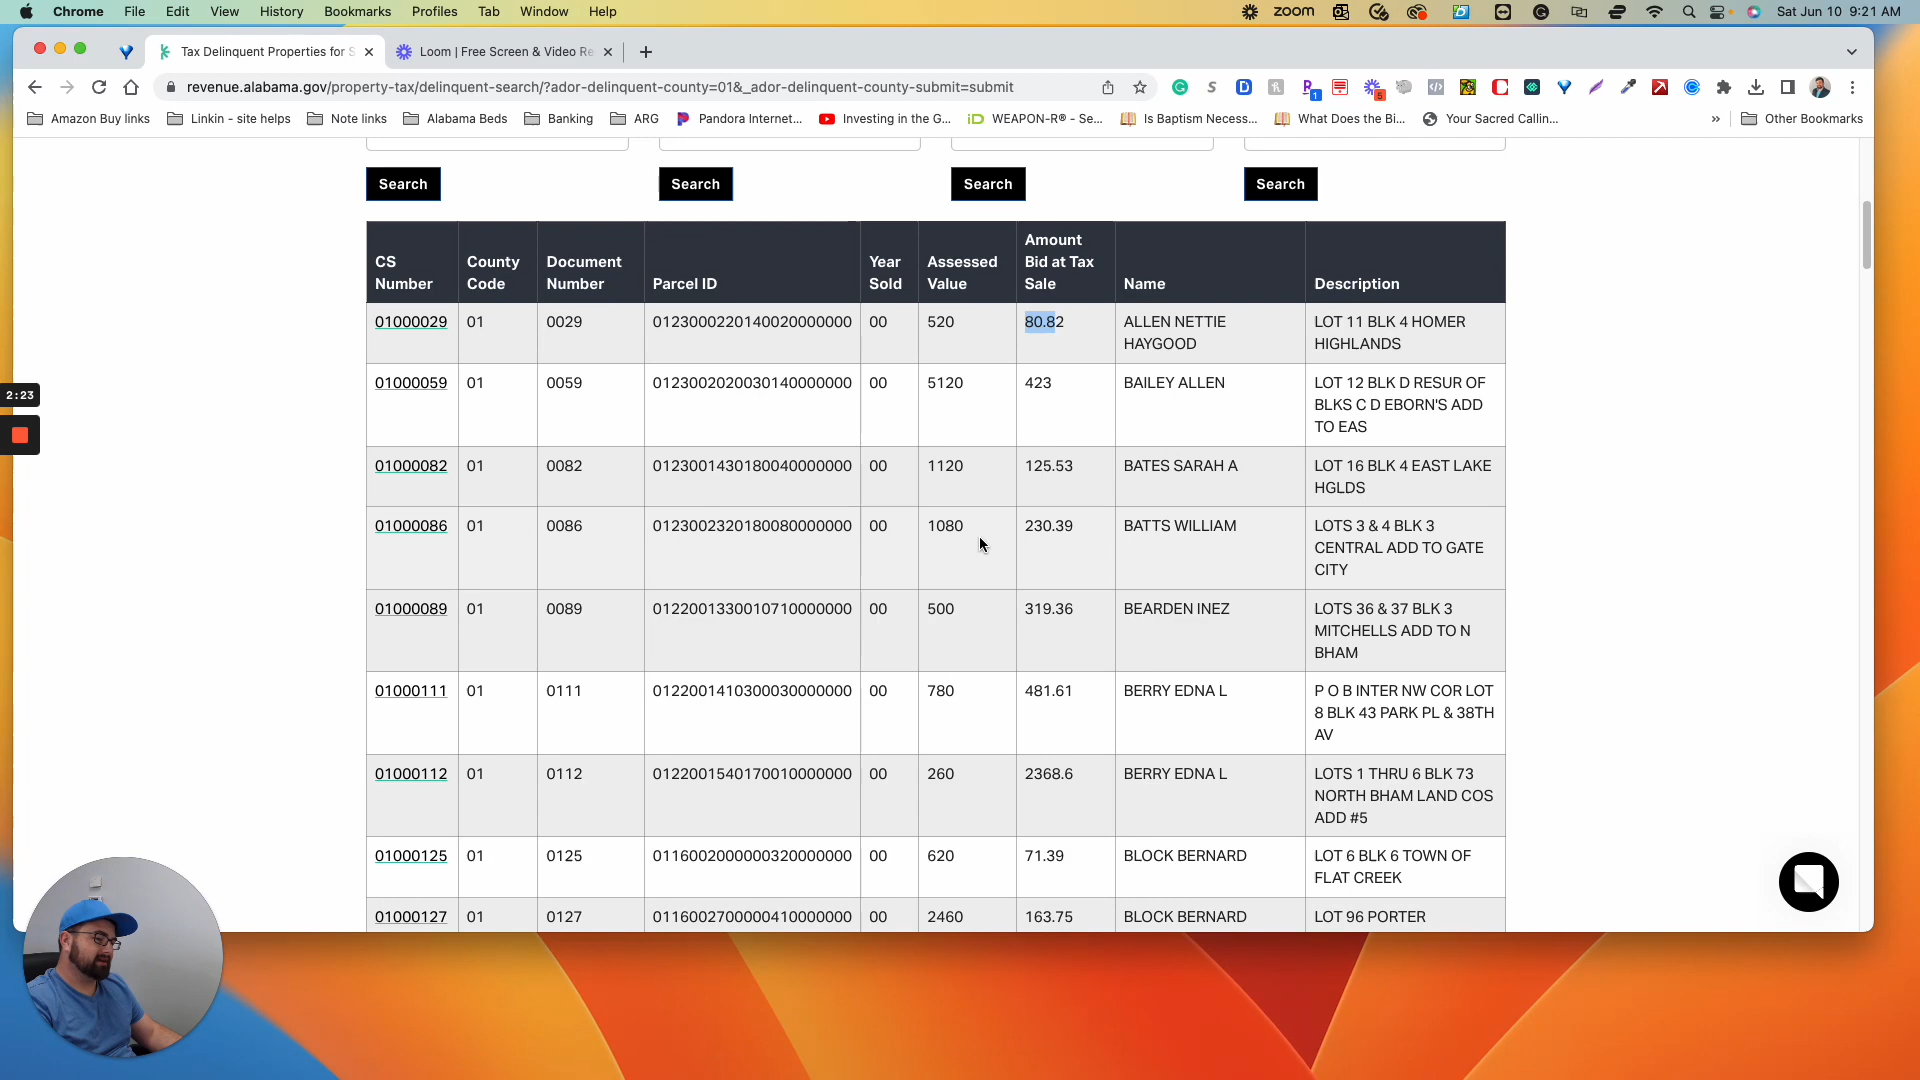 Chrome File Edit View History Bookmarks Profiles Tab Window Help zoom Sat Jun 10 9:21 AM
Tax Delinquent Properties for S Loom | Free Screen & Video Re
revenue.alabama.gov/property-tax/delinquent-search/?ador-delinquent-county=01&_ador-delinquent-county-submit=submit
Amazon Buy links Linkin - site helps Note links Alabama Beds Banking ARG Pandora Internet... Investing in the G... WEAPON-R® - Se... Is Baptism Necess... What Does the Bi... Your Sacred Callin... » Other Bookmarks
Search Search Search Search
CS Number County Code Document Number Parcel ID Year Sold Assessed Value Amount Bid at Tax Sale Name Description
01000029 01 0029 0123000220140020000000 00 520 80.82 ALLEN NETTIE HAYGOOD LOT 11 BLK 4 HOMER HIGHLANDS
01000059 01 0059 0123002020030140000000 00 5120 423 BAILEY ALLEN LOT 12 BLK D RESUR OF BLKS C D EBORN'S ADD TO EAS
01000082 01 0082 0123001430180040000000 00 1120 125.53 BATES SARAH A LOT 16 BLK 4 EAST LAKE HGLDS
01000086 01 0086 0123002320180080000000 00 1080 230.39 BATTS WILLIAM LOTS 3 & 4 BLK 3 CENTRAL ADD TO GATE CITY
01000089 01 0089 0122001330010710000000 00 500 319.36 BEARDEN INEZ LOTS 36 & 37 BLK 3 MITCHELLS ADD TO N BHAM
01000111 01 0111 0122001410300030000000 00 780 481.61 BERRY EDNA L P O B INTER NW COR LOT 8 BLK 43 PARK PL & 38TH AV
01000112 01 0112 0122001540170010000000 00 260 2368.6 BERRY EDNA L LOTS 1 THRU 6 BLK 73 NORTH BHAM LAND COS ADD #5
01000125 01 0125 0116002000000320000000 00 620 71.39 BLOCK BERNARD LOT 6 BLK 6 TOWN OF FLAT CREEK
01000127 01 0127 0116002700000410000000 00 2460 163.75 BLOCK BERNARD LOT 96 PORTER
2:23